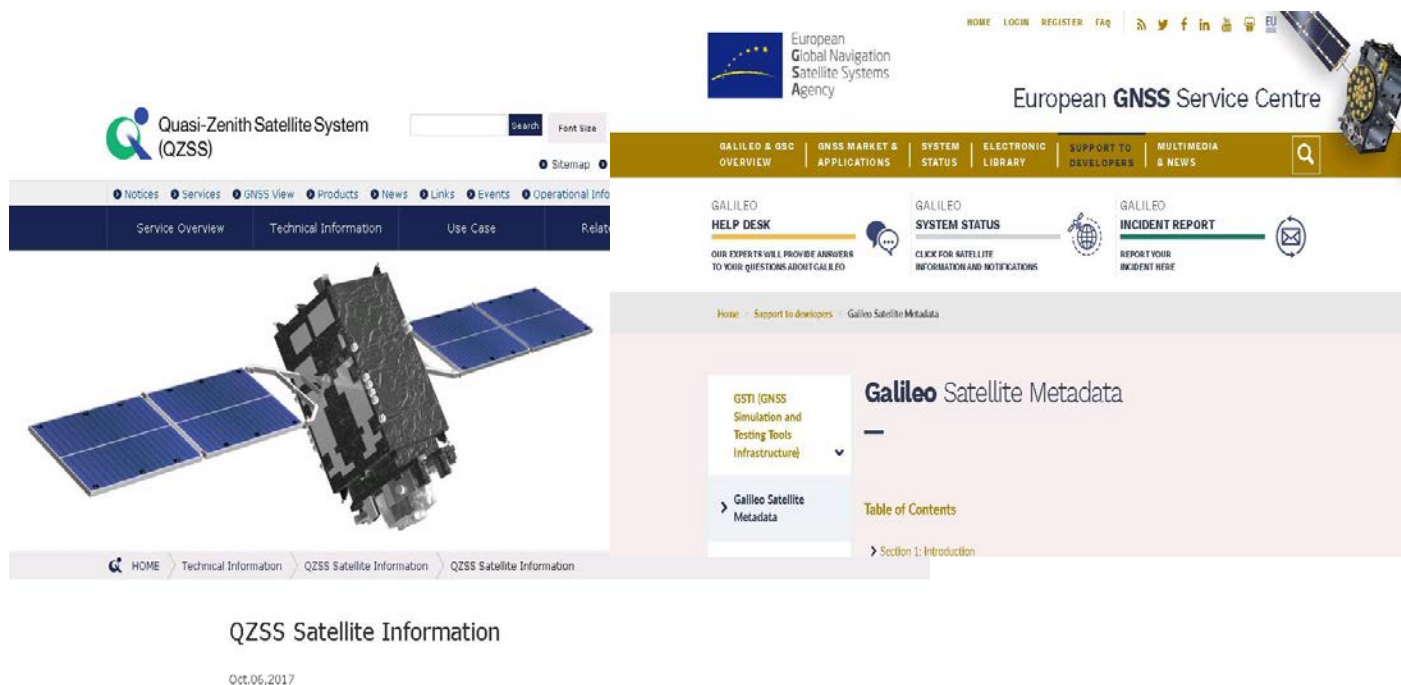 Quasi-Zenith Satellite System
(QZSS)
Search
Font Size
Sitemap
Notices Services GNSS View Products News Links Events Operational Info
Service Overview Technical Information Use Case Relat
HOME Technical Information QZSS Satellite Information QZSS Satellite Information
QZSS Satellite Information
Oct.06,2017
European
Global Navigation
Satellite Systems
Agency
HOME LOGIN REGISTER FAQ
EU
European GNSS Service Centre
GALILEO & GSC
OVERVIEW
GNSS MARKET &
APPLICATIONS
SYSTEM
STATUS
ELECTRONIC
LIBRARY
SUPPORT TO
DEVELOPERS
MULTIMEDIA
& NEWS
GALILEO
HELP DESK
OUR EXPERTS WILL PROVIDE ANSWERS
TO YOUR QUESTIONS ABOUT GALILEO
GALILEO
SYSTEM STATUS
CLICK FOR SATELLITE
INFORMATION AND NOTIFICATIONS
GALILEO
INCIDENT REPORT
REPORT YOUR
INCIDENT HERE
Home Support to developers Galileo Satellite Metadata
GSTI (GNSS
Simulation and
Testing Tools
Infrastructure)
Galileo Satellite
Metadata
Galileo Satellite Metadata
Table of Contents
Section 1: Introduction